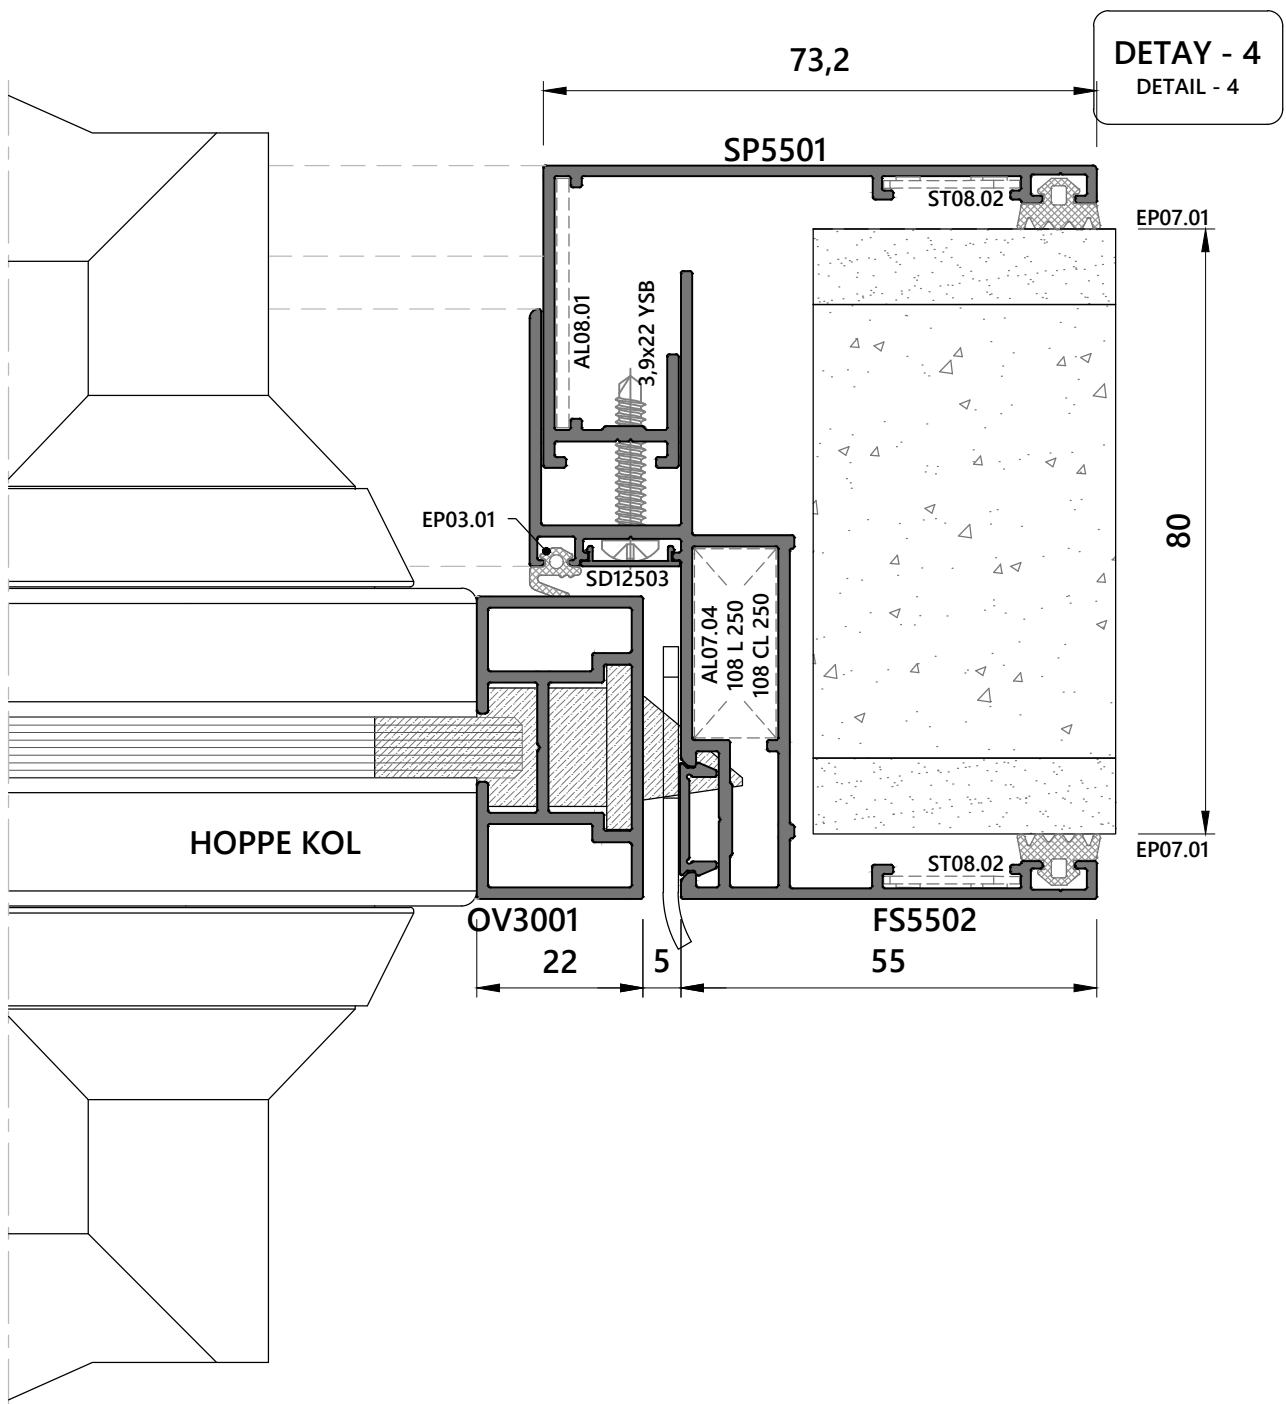 DETAY - 4
DETAIL - 4
73,2
SP5501
ST08.02
EP07.01
AL08.01
3,9x22 YSB
EP03.01
SD12503
80
AL07.04
108 L 250
108 CL 250
HOPPE KOL
ST08.02
EP07.01
OV3001
FS5502
22
5
55